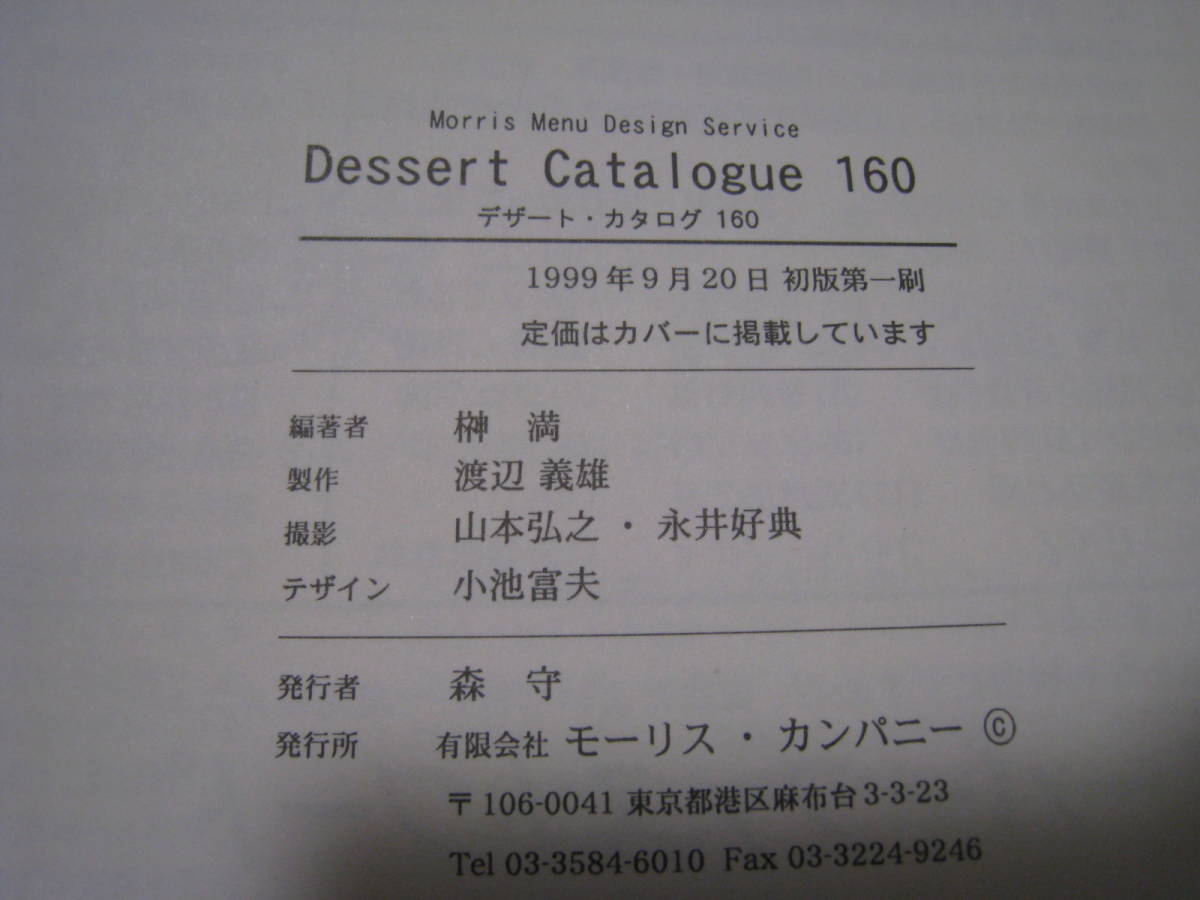 Morris Menu Design Service
Dessert Catalogue 160
デザート・カタログ 160
1999年9月20日 初版第一刷
定価はカバーに掲載しています
編著者 榊 満
製作 渡辺 義雄
撮影 山本弘之・永井好典
デザイン 小池富夫
発行者 森 守
発行所 有限会社 モーリス・カンパニー ©
〒106-0041 東京都港区麻布台3-3-23
Tel 03-3584-6010 Fax 03-3224-9246